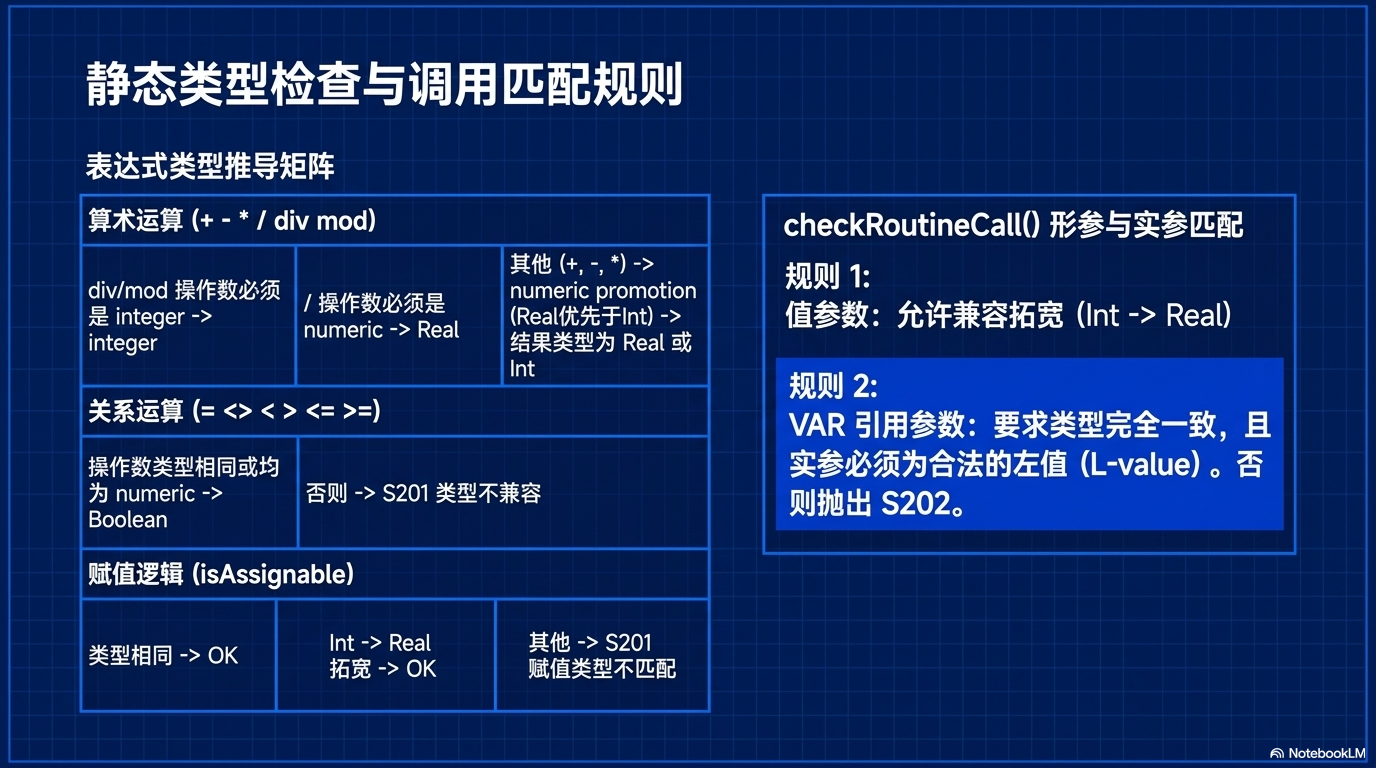 静态类型检查与调用匹配规则
表达式类型推导矩阵
算术运算 (+ - * / div mod)
div/mod 操作数必须
是 integer ->
integer
/ 操作数必须是
numeric -> Real
其他 (+, -, *) ->
numeric promotion
(Real优先于Int) ->
结果类型为 Real 或
Int
关系运算 (= <> < > <= >=)
操作数类型相同或均
为 numeric ->
Boolean
否则 -> S201 类型不兼容
赋值逻辑 (isAssignable)
类型相同 -> OK
Int -> Real
拓宽 -> OK
其他 -> S201
赋值类型不匹配
checkRoutineCall() 形参与实参匹配
规则 1:
值参数：允许兼容拓宽 (Int -> Real)
规则 2:
VAR 引用参数：要求类型完全一致，且
实参必须为合法的左值 (L-value) 。否
则抛出 S202。
NotebookLM